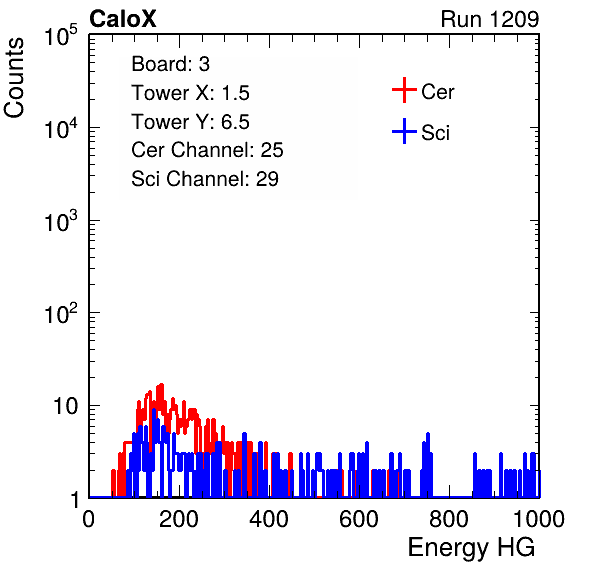 CaloX Run 1209
Counts
10^5
10^4
10^3
10^2
10
1
Board: 3
Tower X: 1.5
Tower Y: 6.5
Cer Channel: 25
Sci Channel: 29
Cer
Sci
0 200 400 600 800 1000
Energy HG